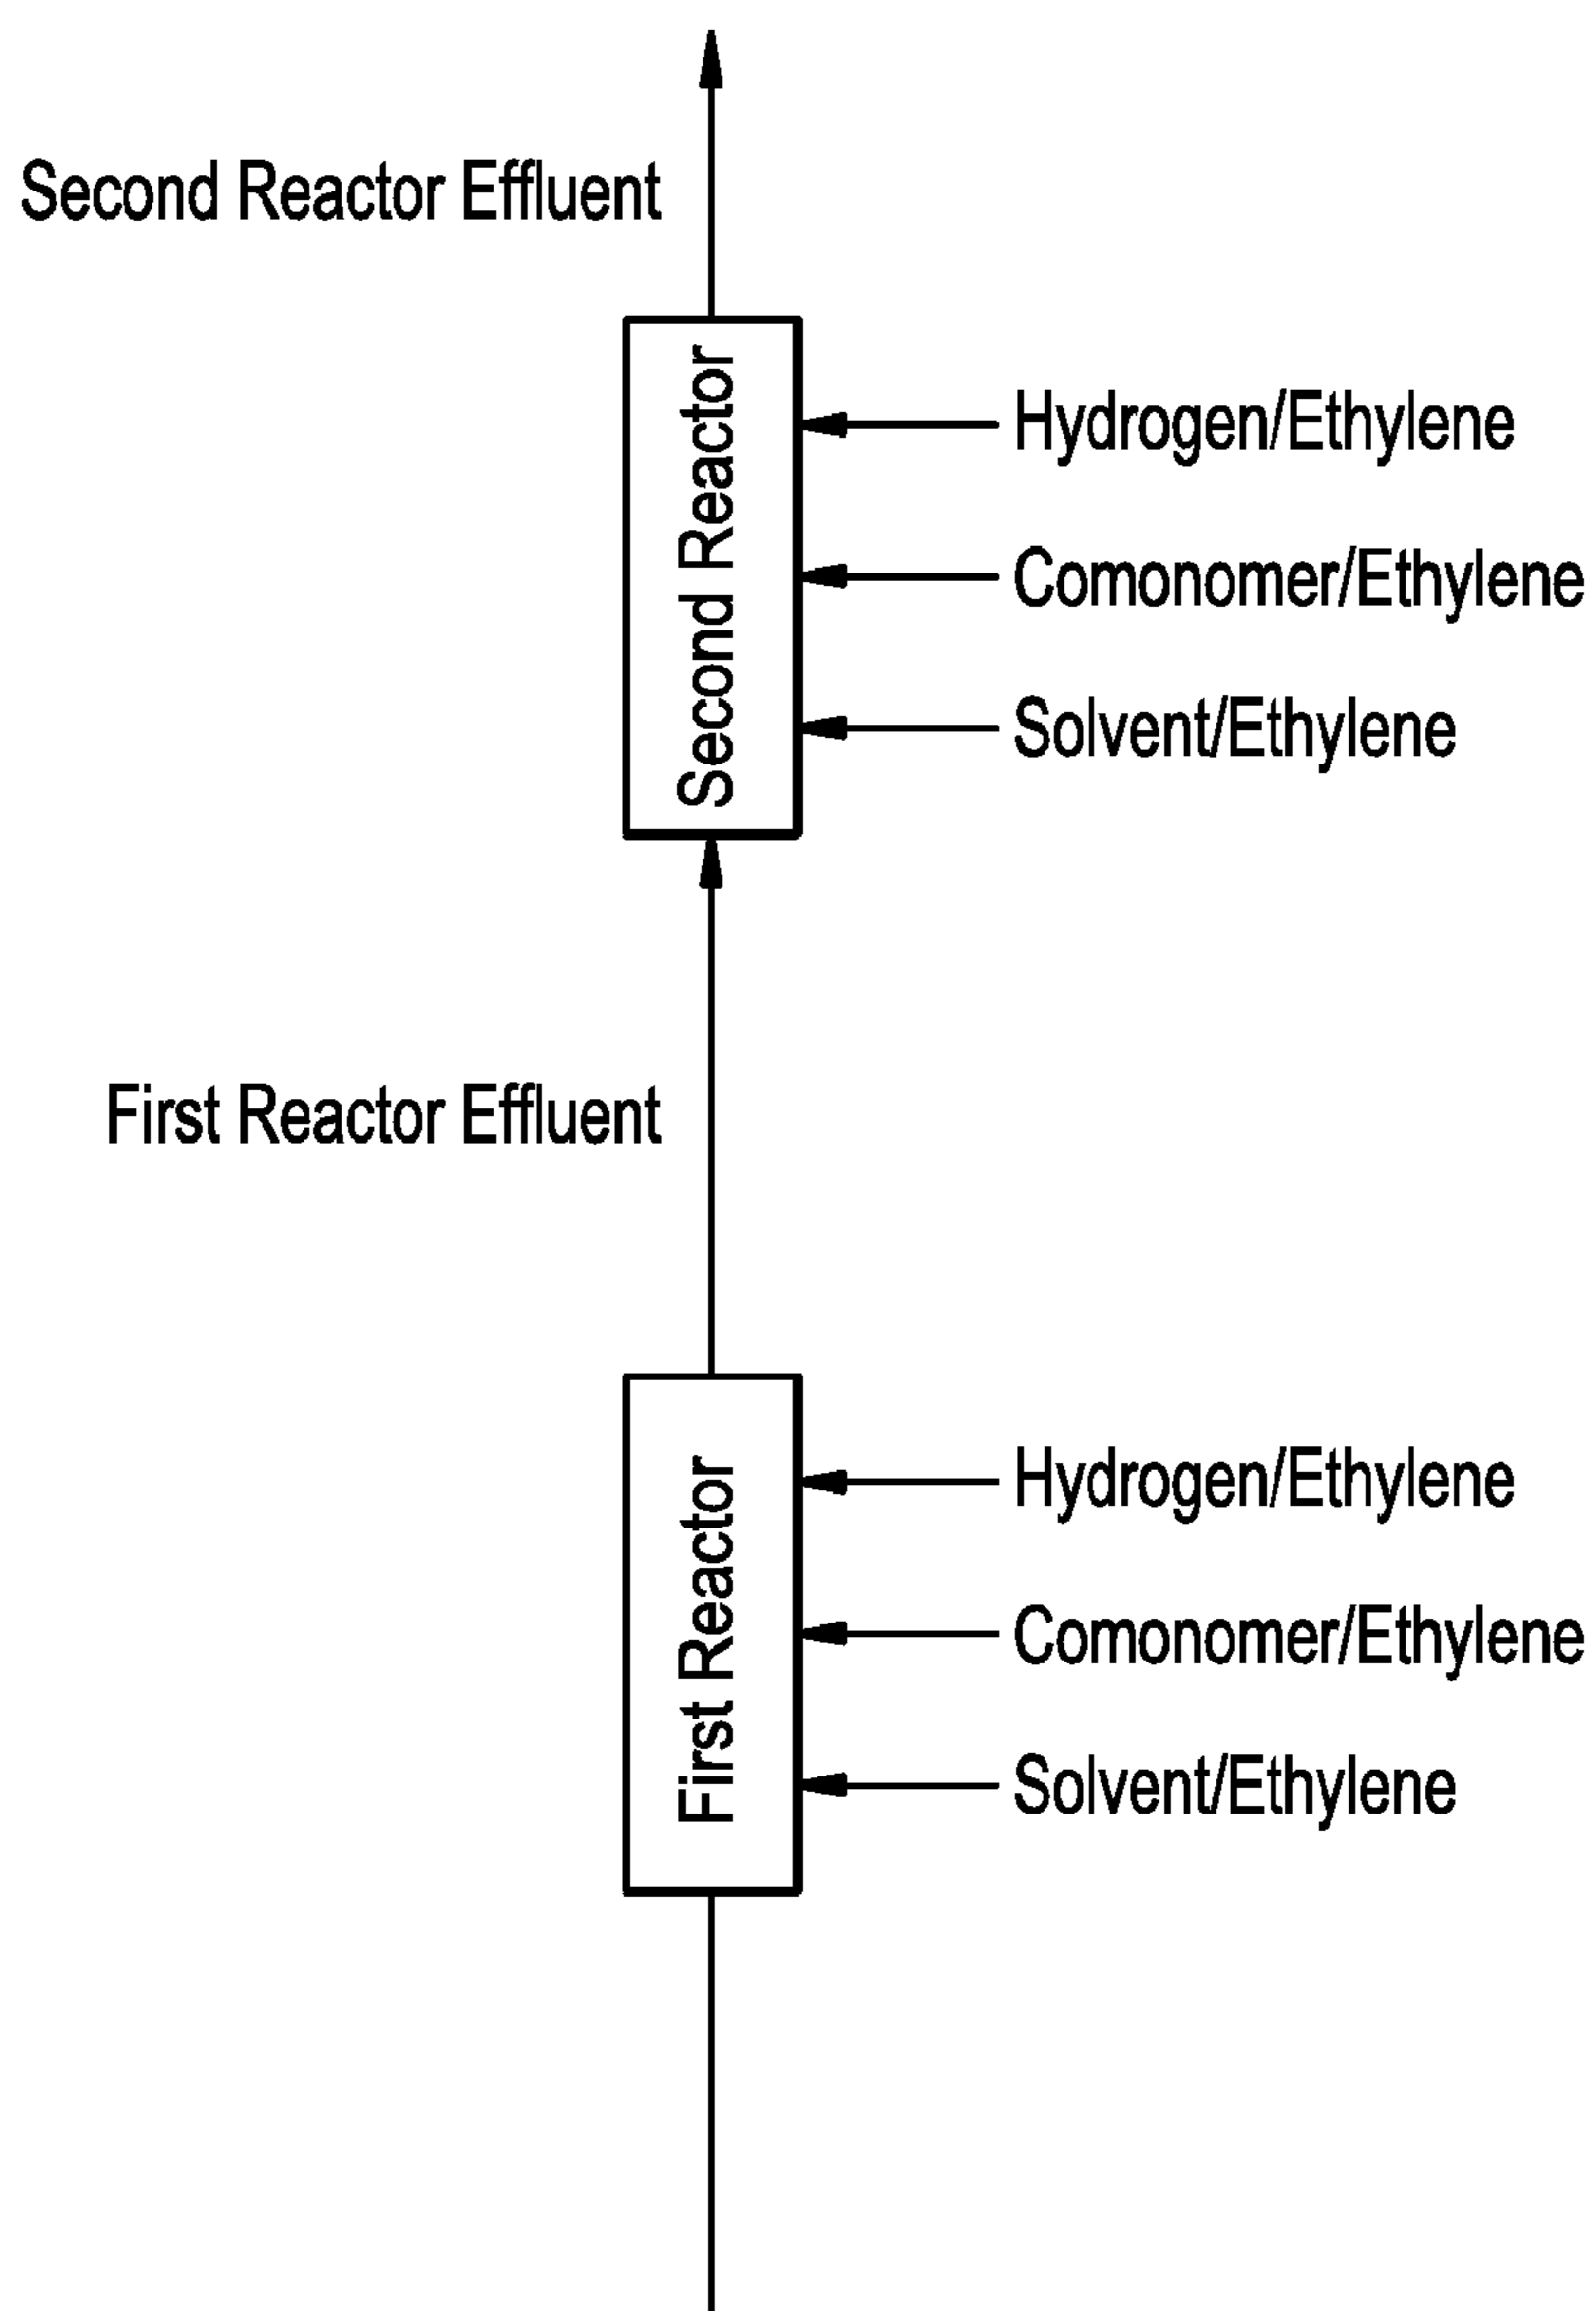 Second Reactor Effluent
Second Reactor
Hydrogen/Ethylene
Comonomer/Ethylene
Solvent/Ethylene
First Reactor Effluent
First Reactor
Hydrogen/Ethylene
Comonomer/Ethylene
Solvent/Ethylene